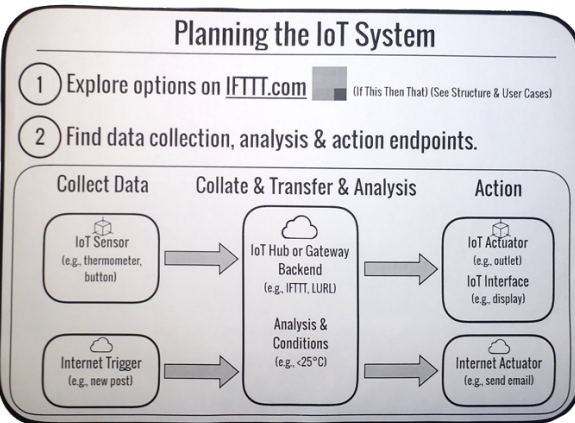 Planning the IoT System
1 Explore options on IFTTT.com (If This Then That) (See Structure & User Cases)
2 Find data collection, analysis & action endpoints.
Collect Data
Collate & Transfer & Analysis
Action
IoT Sensor
(e.g., thermometer,
button)
IoT Hub or Gateway
Backend
(e.g., IFTTT, LURL)
Analysis &
Conditions
(e.g., <25°C)
IoT Actuator
(e.g., outlet)
IoT Interface
(e.g., display)
Internet Trigger
(e.g., new post)
Internet Actuator
(e.g., send email)